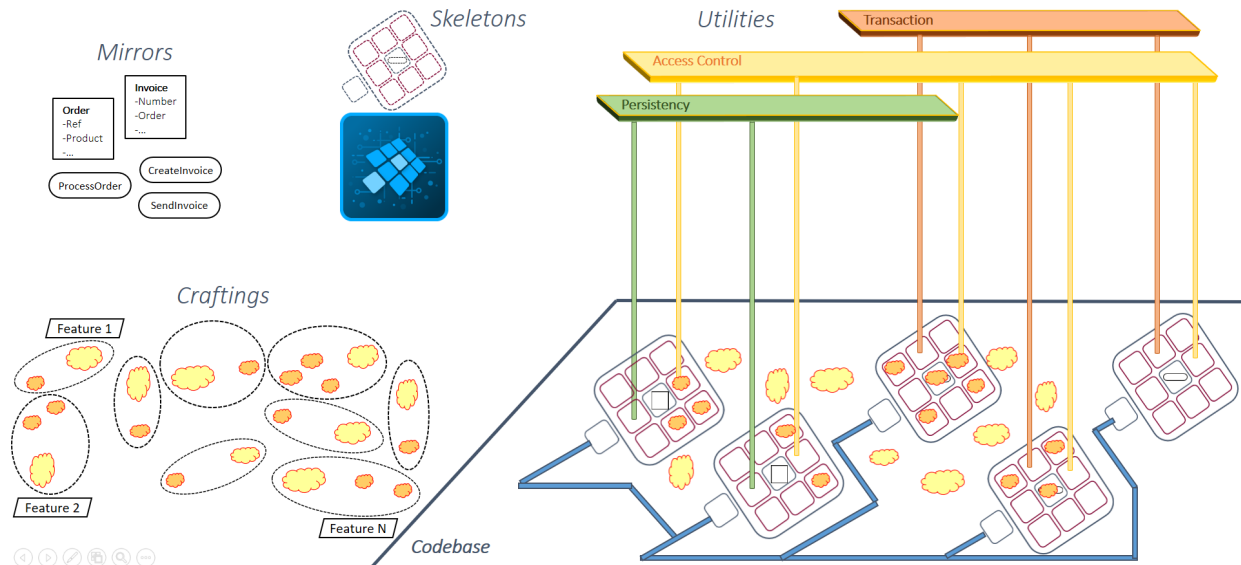 Mirrors
Skeletons
Utilities
Transaction
Access Control
Persistency
Order
-Ref
-Product
-...
Invoice
-Number
-Order
-...
CreateInvoice
ProcessOrder
SendInvoice
Craftings
Feature 1
Feature 2
Feature N
Codebase